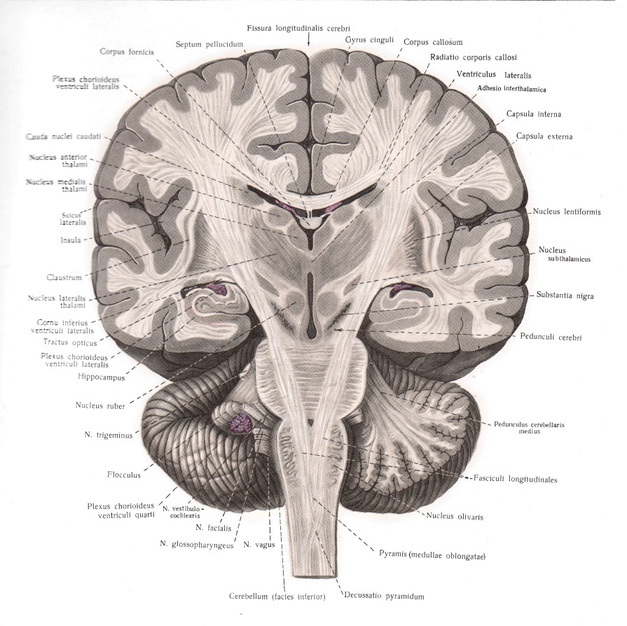 Fissura longitudinalis cerebri
Corpus fornicis
Septum pellucidum
Gyrus cinguli
Corpus callosum
Radiatio corporis callosi
Plexus chorioideus
ventriculi lateralis
Ventriculus lateralis
Adhesio interthalamica
Capsula interna
Cauda nuclei caudati
Capsula externa
Nucleus anterior
thalami
Nucleus medialis
thalami
Sulcus
lateralis
Nucleus lentiformis
Insula
Nucleus
subthalamicus
Claustrum
Nucleus lateralis
thalami
Substantia nigra
Cornu inferius
ventriculi lateralis
Tractus opticus
Pedunculi cerebri
Plexus chorioideus
ventriculi lateralis
Hippocampus
Nucleus ruber
N. trigeminus
Pedunculus cerebellaris
medius
Flocculus
Fasciculi longitudinales
Plexus chorioideus
ventriculi quarti
N. vestibulo-
cochlearis
Nucleus olivaris
N. facialis
N. glossopharyngeus
N. vagus
Pyramis (medullae oblongatae)
Cerebellum (facies inferior)
Decussatio pyramidum